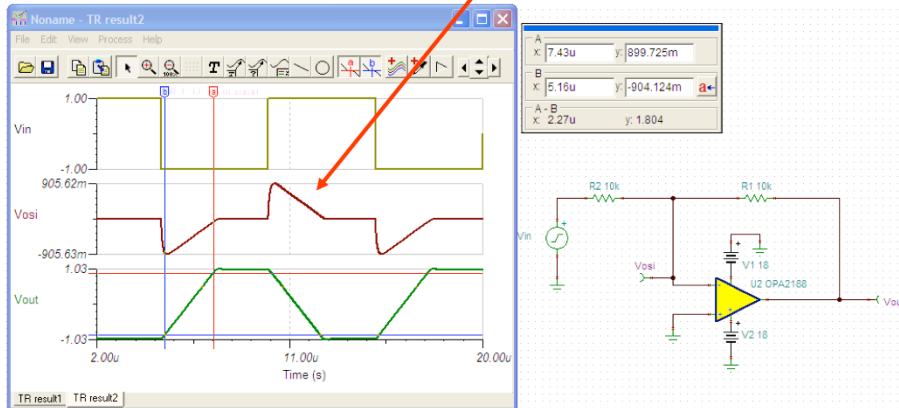 Noname - TR result2
File Edit View Process Help
T
a b
b a
Vin
1.00
-1.00
Vosi
905.62m
-905.63m
Vout
1.03
-1.03
2.00u 11.00u 20.00u
Time (s)
TR result1 TR result2
A
x: 7.43u y: 899.725m
B
x: 5.16u y: -904.124m a
A - B
x: 2.27u y: 1.804
R2 10k R1 10k
Vin
+
Vosi
+
V1 18
U2 OPA2188
Vou
+
V2 18